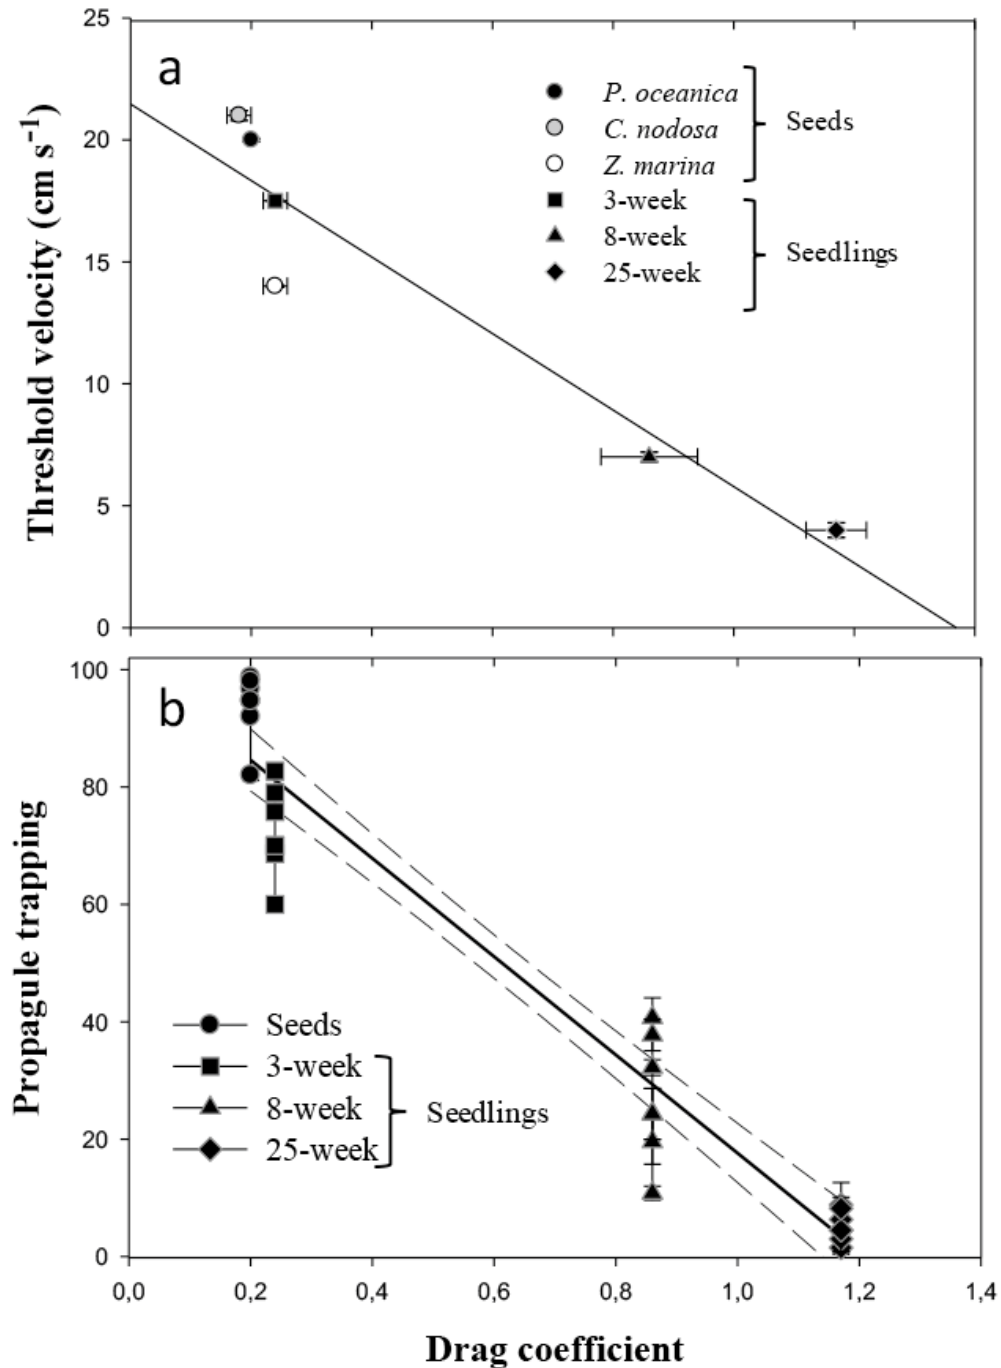 25
20
15
10
5
0
Threshold velocity (cm s⁻¹)
a
P. oceanica
C. nodosa
Z. marina
Seeds
3-week
8-week
25-week
Seedlings
100
80
60
40
20
0
Propagule trapping
b
Seeds
3-week
8-week
25-week
Seedlings
0,0 0,2 0,4 0,6 0,8 1,0 1,2 1,4
Drag coefficient